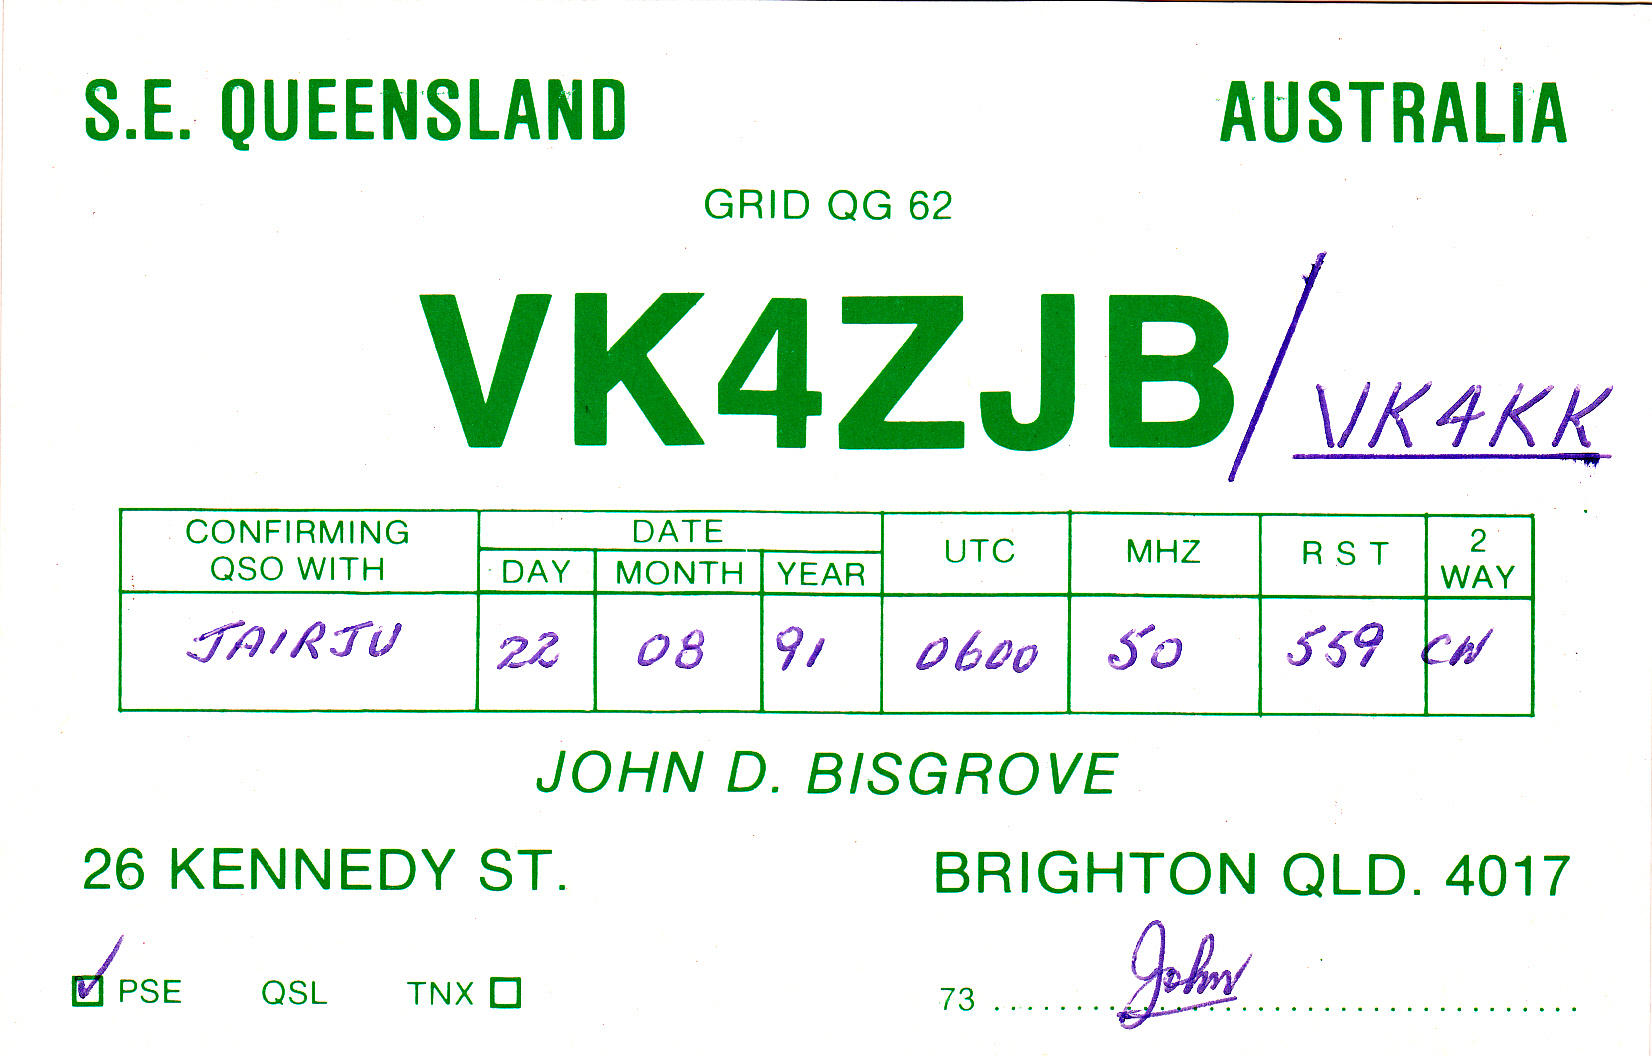 S.E. QUEENSLAND AUSTRALIA
GRID QG 62
VK4ZJB/VK4KK
CONFIRMING QSO WITH DATE DAY MONTH YEAR UTC MHZ RST 2 WAY
JA1RJU 22 08 91 0600 50 559 CW
JOHN D. BISGROVE
26 KENNEDY ST. BRIGHTON QLD. 4017
PSE QSL TNX 73 John